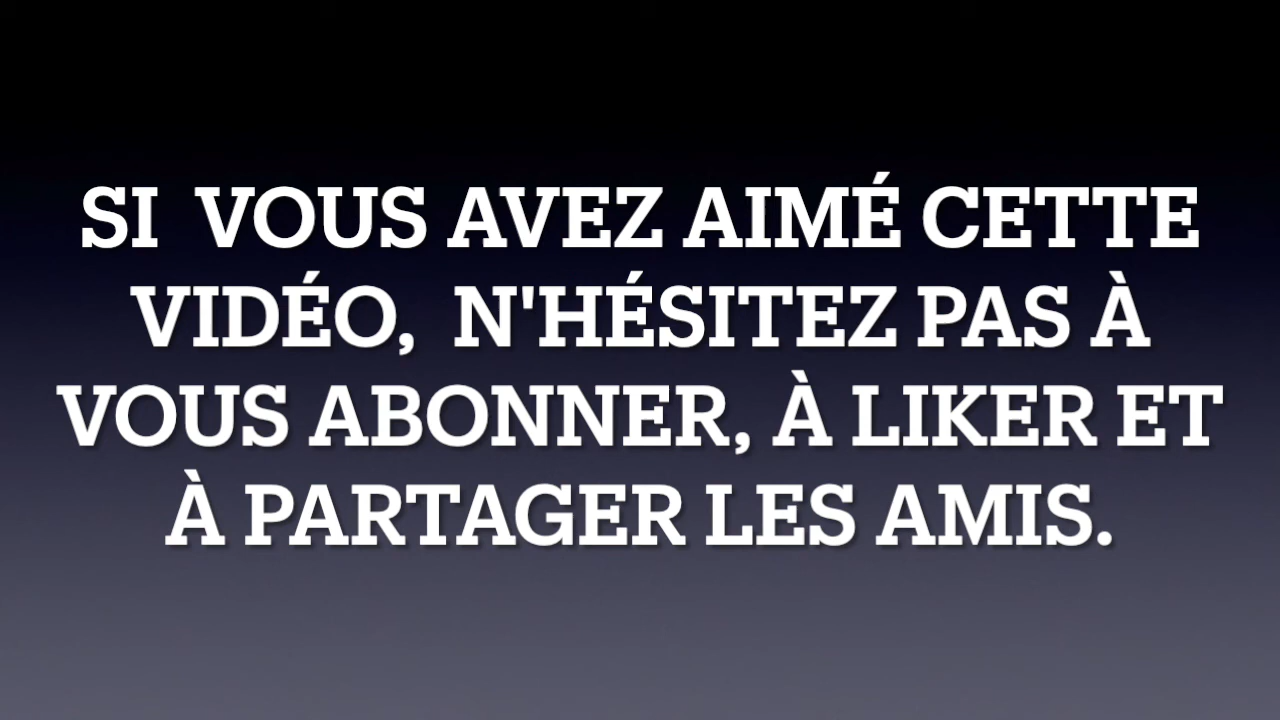 SI  VOUS AVEZ AIMÉ CETTE
VIDÉO,  N'HÉSITEZ PAS À
VOUS ABONNER, À LIKER ET
À PARTAGER LES AMIS.